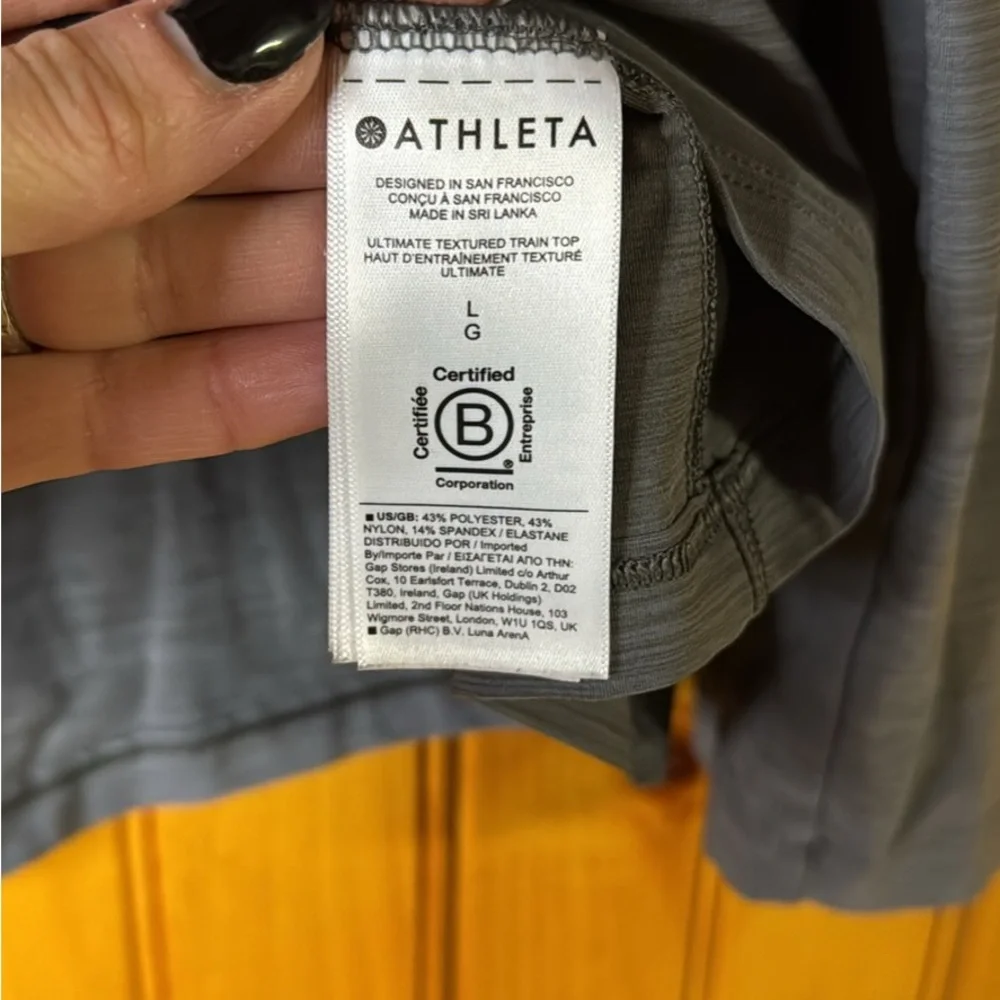 ATHLETA
DESIGNED IN SAN FRANCISCO
CONÇU À SAN FRANCISCO
MADE IN SRI LANKA
ULTIMATE TEXTURED TRAIN TOP
HAUT D'ENTRAÎNEMENT TEXTURÉ
ULTIMATE
L
G
Certified
Certifiée
B
Entreprise
®
Corporation
US/GB: 43% POLYESTER, 43%
NYLON, 14% SPANDEX / ELASTANE
DISTRIBUIDO POR / Imported
By/Importe Par / ΕΙΣΑΓΕΤΑΙ ΑΠΟ ΤΗΝ:
Gap Stores (Ireland) Limited c/o Arthur
Cox, 10 Earlsfort Terrace, Dublin 2, D02
T380, Ireland, Gap (UK Holdings)
Limited, 2nd Floor Nations House, 103
Wigmore Street, London, W1U 1QS, UK
Gap (RHC) B.V. Luna ArenA